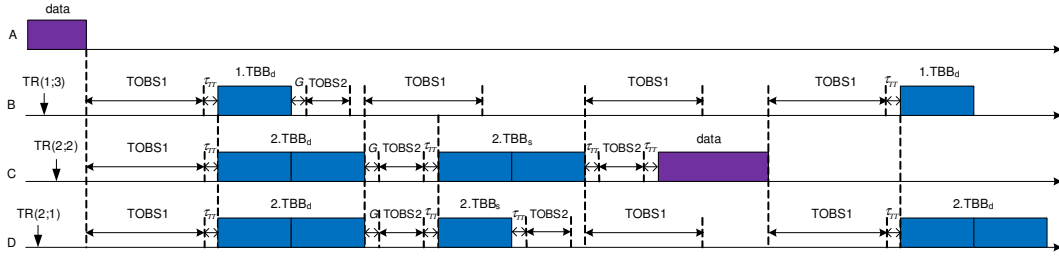 data
A
TR(1;3)
TOBS1 τTT 1.TBBd G TOBS2 TOBS1 TOBS1 TOBS1 τTT 1.TBBd
B
TR(2;2)
TOBS1 τTT 2.TBBd G TOBS2 τTT 2.TBBs τTT TOBS2 τTT data
C
TR(2;1)
TOBS1 τTT 2.TBBd G TOBS2 τTT 2.TBBs τTT TOBS2 TOBS1 TOBS1 τTT 2.TBBd
D